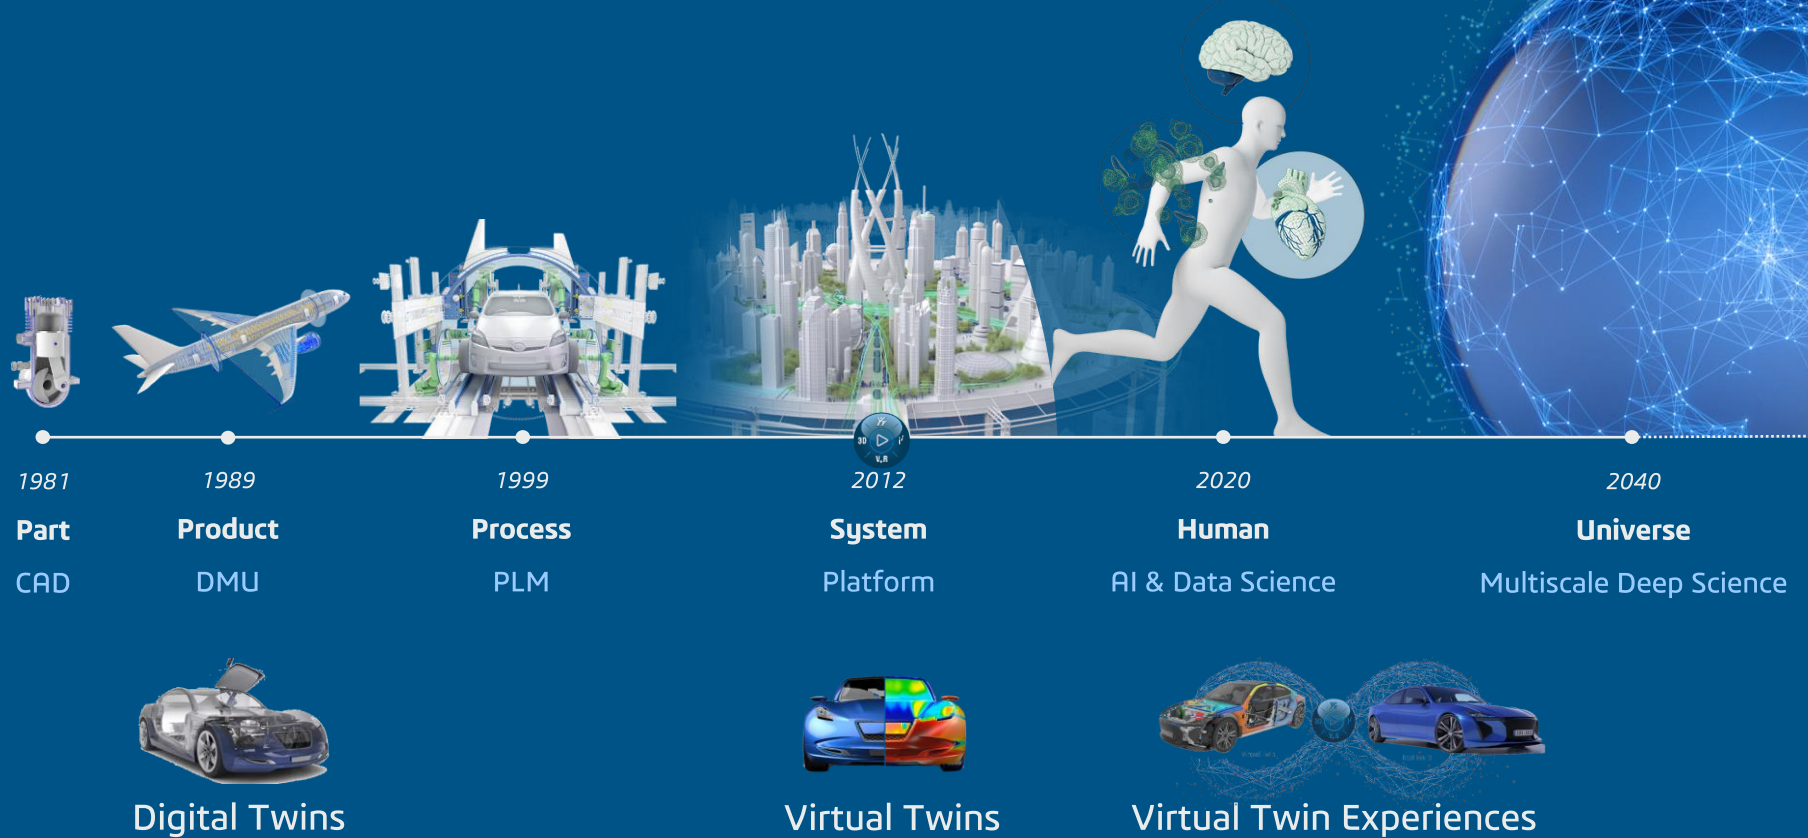 1981
1989
1999
2012
2020
2040
Part
Product
Process
System
Human
Universe
CAD
DMU
PLM
Platform
AI & Data Science
Multiscale Deep Science
3D
V.R
Digital Twins
Virtual Twins
Virtual Twin Experiences